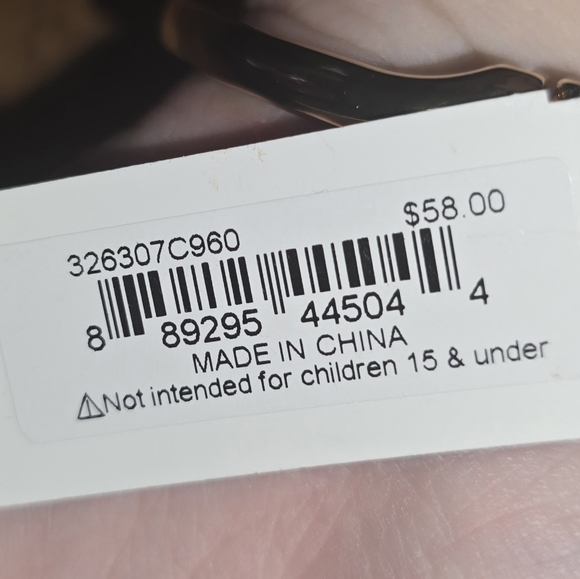 $58.00
326307C960
8 89295 44504 4
MADE IN CHINA
⚠Not intended for children 15 & under